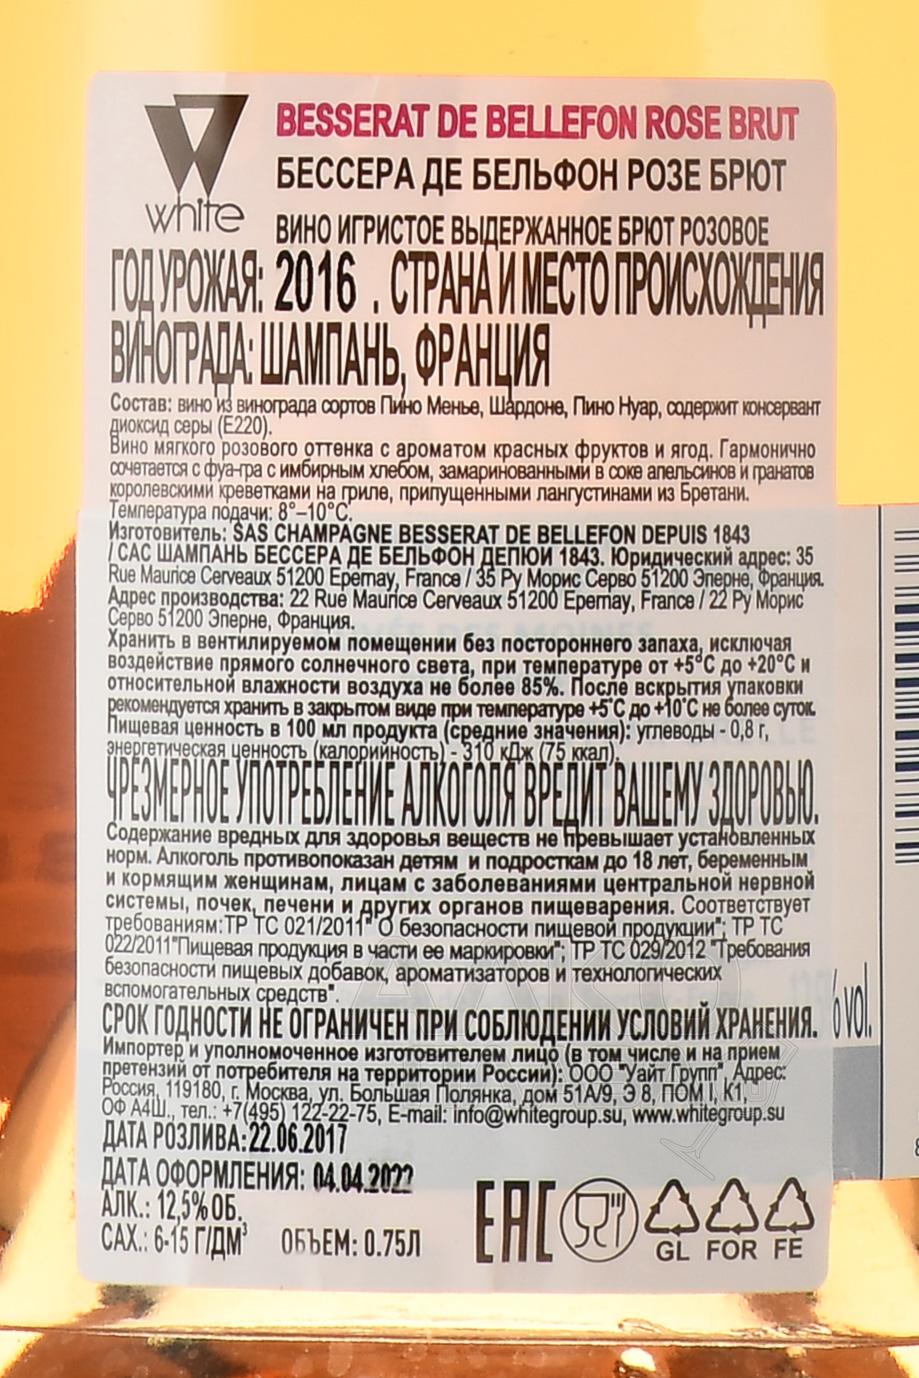 BESSERAT DE BELLEFON ROSE BRUT
БЕССЕРА ДЕ БЕЛЬФОН РОЗЕ БРЮТ
white
ВИНО ИГРИСТОЕ ВЫДЕРЖАННОЕ БРЮТ РОЗОВОЕ
ГОД УРОЖАЯ: 2016 . СТРАНА И МЕСТО ПРОИСХОЖДЕНИЯ
ВИНОГРАДА: ШАМПАНЬ, ФРАНЦИЯ
Состав: вино из винограда сортов Пино Менье, Шардоне, Пино Нуар, содержит консервант
диоксид серы (Е220).
Вино мягкого розового оттенка с ароматом красных фруктов и ягод. Гармонично
сочетается с фуа-гра с имбирным хлебом, замаринованными в соке апельсинов и гранатов
королевскими креветками на гриле, припущенными лангустинами из Бретани.
Температура подачи: 8°–10°С.
Изготовитель: SAS CHAMPAGNE BESSERAT DE BELLEFON DEPUIS 1843
/ САС ШАМПАНЬ БЕССЕРА ДЕ БЕЛЬФОН ДЕПЮИ 1843. Юридический адрес: 35
Rue Maurice Cerveaux 51200 Epernay, France / 35 Ру Морис Серво 51200 Эперне, Франция.
Адрес производства: 22 Rue Maurice Cerveaux 51200 Epernay, France / 22 Ру Морис
Серво 51200 Эперне, Франция.
Хранить в вентилируемом помещении без постороннего запаха, исключая
воздействие прямого солнечного света, при температуре от +5°С до +20°С и
относительной влажности воздуха не более 85%. После вскрытия упаковки
рекомендуется хранить в закрытом виде при температуре +5°С до +10°С не более суток.
Пищевая ценность в 100 мл продукта (средние значения): углеводы - 0,8 г,
энергетическая ценность (калорийность) - 310 кДж (75 ккал).
ЧРЕЗМЕРНОЕ УПОТРЕБЛЕНИЕ АЛКОГОЛЯ ВРЕДИТ ВАШЕМУ ЗДОРОВЬЮ.
Содержание вредных для здоровья веществ не превышает установленных
норм. Алкоголь противопоказан детям и подросткам до 18 лет, беременным
и кормящим женщинам, лицам с заболеваниями центральной нервной
системы, почек, печени и других органов пищеварения. Соответствует
требованиям:ТР ТС 021/2011" О безопасности пищевой продукции"; ТР ТС
022/2011"Пищевая продукция в части ее маркировки"; ТР ТС 029/2012 "Требования
безопасности пищевых добавок, ароматизаторов и технологических
вспомогательных средств".
СРОК ГОДНОСТИ НЕ ОГРАНИЧЕН ПРИ СОБЛЮДЕНИИ УСЛОВИЙ ХРАНЕНИЯ.
% vol.
Импортер и уполномоченное изготовителем лицо (в том числе и на прием
претензий от потребителя на территории России): ООО "Уайт Групп", Адрес:
Россия, 119180, г. Москва, ул. Большая Полянка, дом 51А/9, Э 8, ПОМ I, К1,
ОФ А4Ш., тел.: +7(495) 122-22-75, E-mail: info@whitegroup.su, www.whitegroup.su
ДАТА РОЗЛИВА:22.06.2017
ДАТА ОФОРМЛЕНИЯ: 04.04.2022
АЛК.: 12,5% ОБ.
САХ.: 6-15 Г/ДМ³ ОБЪЕМ: 0.75Л
ЕАС
GL FOR FE